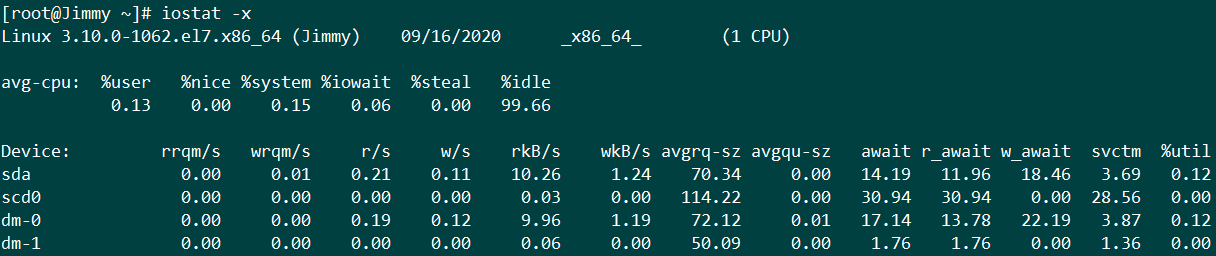 [root@Jimmy ~]# iostat -x
Linux 3.10.0-1062.el7.x86_64 (Jimmy)    09/16/2020      _x86_64_        (1 CPU)
avg-cpu:  %user   %nice %system %iowait  %steal   %idle
           0.13    0.00    0.15    0.06    0.00   99.66
Device:         rrqm/s   wrqm/s     r/s     w/s    rkB/s    wkB/s avgrq-sz avgqu-sz   await r_await w_await  svctm  %util
sda               0.00     0.01    0.21    0.11    10.26     1.24    70.34     0.00   14.19   11.96   18.46   3.69   0.12
scd0              0.00     0.00    0.00    0.00     0.03     0.00   114.22     0.00   30.94   30.94    0.00  28.56   0.00
dm-0              0.00     0.00    0.19    0.12     9.96     1.19    72.12     0.01   17.14   13.78   22.19   3.87   0.12
dm-1              0.00     0.00    0.00    0.00     0.06     0.00    50.09     0.00    1.76    1.76    0.00   1.36   0.00